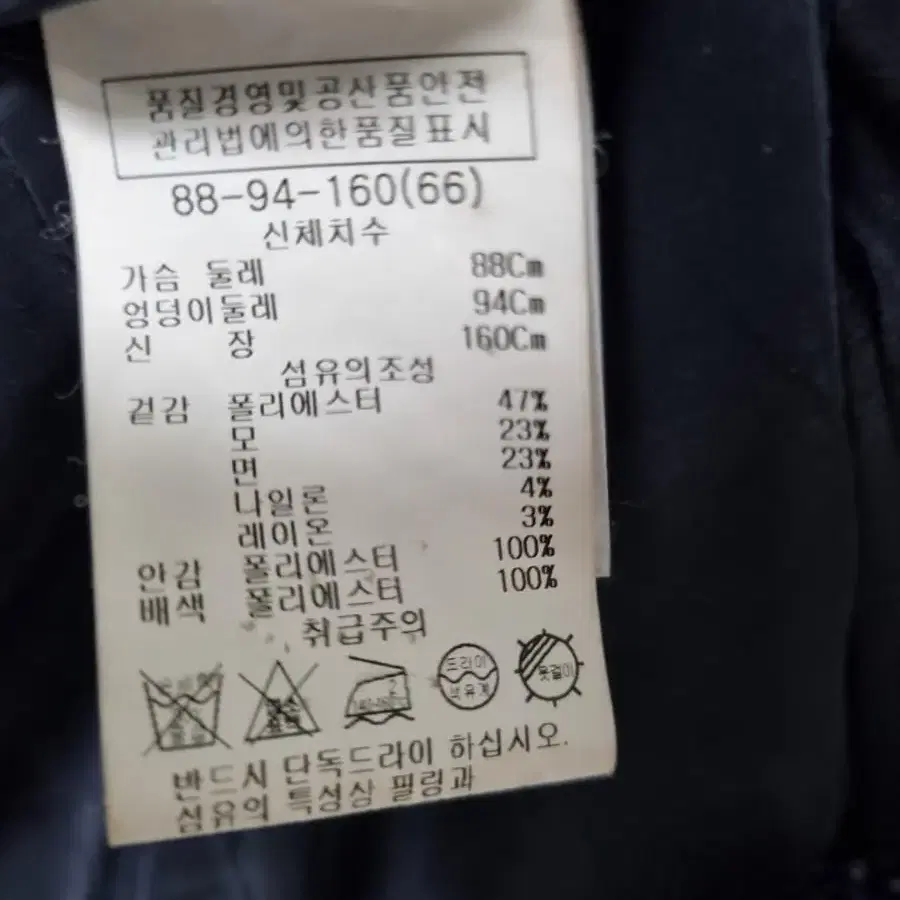 품질경영및공산품안전
관리법에의한품질표시
88-94-160(66)
신체치수
가슴 둘레 88Cm
엉덩이둘레 94Cm
신 장 160Cm
섬유의조성
겉감 폴리에스터 47%
모 23%
면 23%
나일론 4%
레이온 3%
안감 폴리에스터 100%
배색 폴리에스터 100%
취급주의
2
드라이
석유계
옷걸이
반드시 단독드라이 하십시오.
섬유의 특성상 필링과